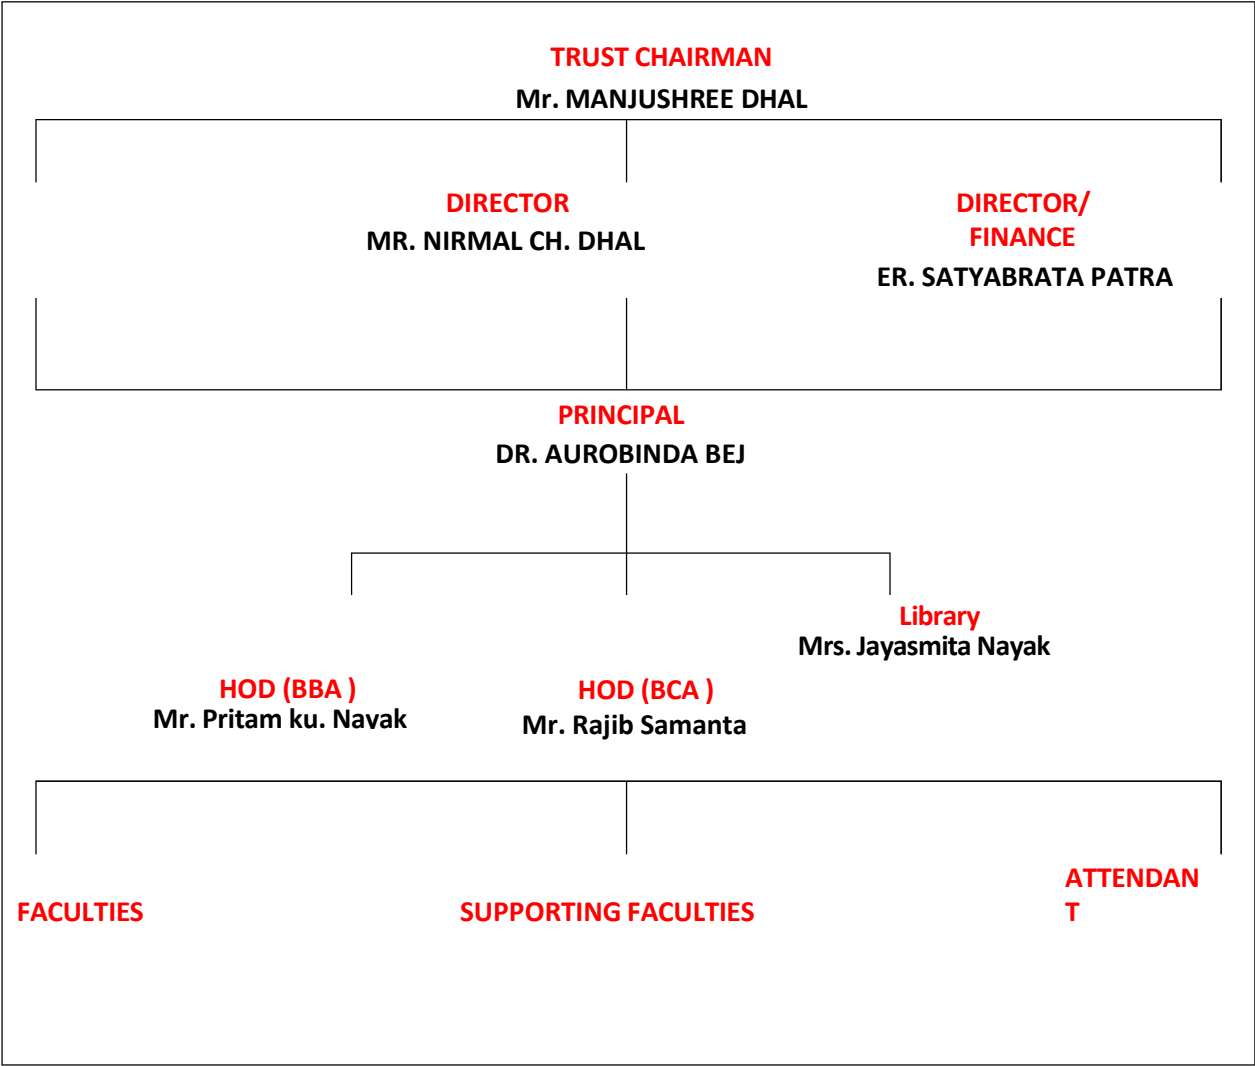 TRUST CHAIRMAN
Mr. MANJUSHREE DHAL
DIRECTOR
MR. NIRMAL CH. DHAL
DIRECTOR/
FINANCE
ER. SATYABRATA PATRA
PRINCIPAL
DR. AUROBINDA BEJ
Library
Mrs. Jayasmita Nayak
HOD (BBA )
Mr. Pritam ku. Navak
HOD (BCA )
Mr. Rajib Samanta
FACULTIES
SUPPORTING FACULTIES
ATTENDAN
T